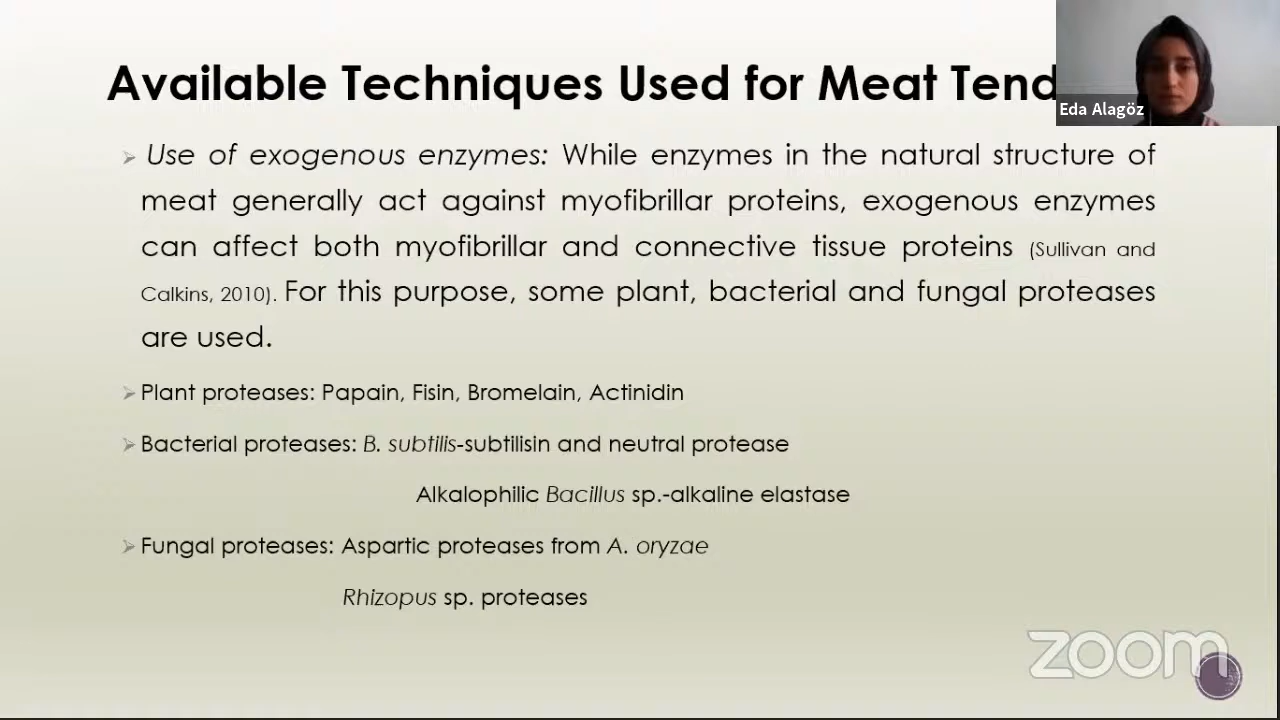 Available Techniques Used for Meat Tend
Eda Alagöz
Use of exogenous enzymes: While enzymes in the natural structure of
meat generally act against myofibrillar proteins, exogenous enzymes
can affect both myofibrillar and connective tissue proteins (Sullivan and
Calkins, 2010). For this purpose, some plant, bacterial and fungal proteases
are used.
Plant proteases: Papain, Fisin, Bromelain, Actinidin
Bacterial proteases: B. subtilis-subtilisin and neutral protease
Alkalophilic Bacillus sp.-alkaline elastase
Fungal proteases: Aspartic proteases from A. oryzae
Rhizopus sp. proteases
zoom